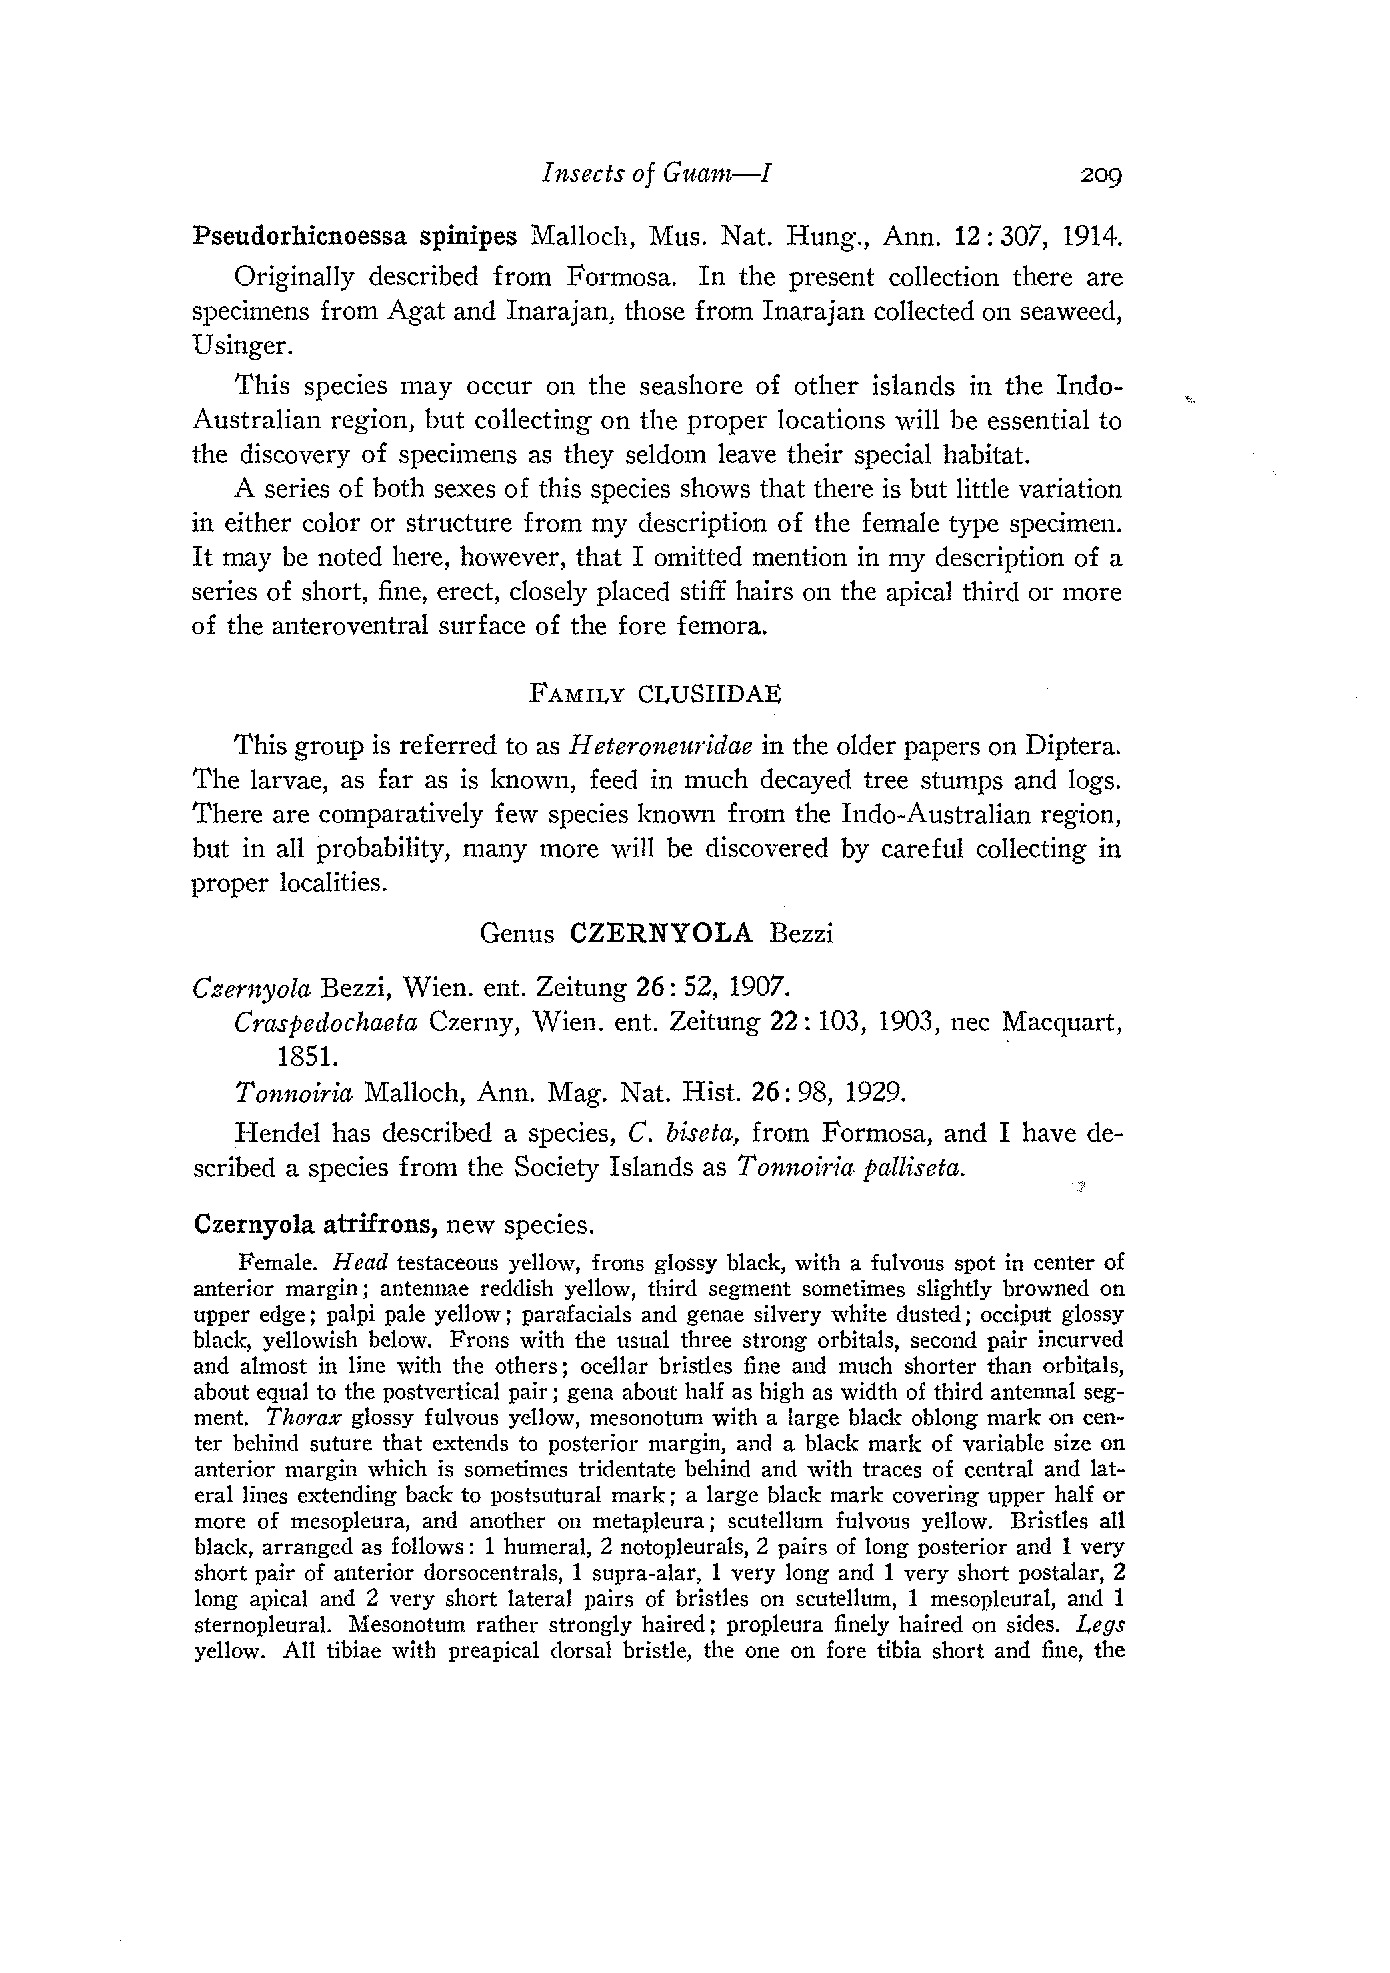 Insects of Guam—I 209
Pseudorhicnoessa spinipes Malloch, Mus. Nat. Hung., Ann. 12: 307, 1914.
Originally described from Formosa. In the present collection there are
specimens from Agat and Inarajan, those from Inarajan collected on seaweed,
Usinger.
This species may occur on the seashore of other islands in the Indo-
Australian region, but collecting on the proper locations will be essential to
the discovery of specimens as they seldom leave their special habitat.
A series of both sexes of this species shows that there is but little variation
in either color or structure from my description of the female type specimen.
It may be noted here, however, that I omitted mention in my description of a
series of short, fine, erect, closely placed stiff hairs on the apical third or more
of the anteroventral surface of the fore femora.
FAMILY CLUSIIDAE
This group is referred to as Heteroneuridae in the older papers on Diptera.
The larvae, as far as is known, feed in much decayed tree stumps and logs.
There are comparatively few species known from the Indo-Australian region,
but in all probability, many more will be discovered by careful collecting in
proper localities.
Genus CZERNYOLA Bezzi
Czernyola Bezzi, Wien. ent. Zeitung 26: 52, 1907.
Craspedochaeta Czerny, Wien. ent. Zeitung 22: 103, 1903, nec Macquart,
1851.
Tonnoiria Malloch, Ann. Mag. Nat. Hist. 26: 98, 1929.
Hendel has described a species, C. biseta, from Formosa, and I have de-
scribed a species from the Society Islands as Tonnoiria palliseta.
Czernyola atrifrons, new species.
Female. Head testaceous yellow, frons glossy black, with a fulvous spot in center of
anterior margin; antennae reddish yellow, third segment sometimes slightly browned on
upper edge; palpi pale yellow; parafacials and genae silvery white dusted; occiput glossy
black, yellowish below. Frons with the usual three strong orbitals, second pair incurved
and almost in line with the others; ocellar bristles fine and much shorter than orbitals,
about equal to the postvertical pair; gena about half as high as width of third antennal seg-
ment. Thorax glossy fulvous yellow, mesonotum with a large black oblong mark on cen-
ter behind suture that extends to posterior margin, and a black mark of variable size on
anterior margin which is sometimes tridentate behind and with traces of central and lat-
eral lines extending back to postsutural mark; a large black mark covering upper half or
more of mesopleura, and another on metapleura; scutellum fulvous yellow. Bristles all
black, arranged as follows: 1 humeral, 2 notopleurals, 2 pairs of long posterior and 1 very
short pair of anterior dorsocentrals, 1 supra-alar, 1 very long and 1 very short postalar, 2
long apical and 2 very short lateral pairs of bristles on scutellum, 1 mesopleural, and 1
sternopleural. Mesonotum rather strongly haired; propleura finely haired on sides. Legs
yellow. All tibiae with preapical dorsal bristle, the one on fore tibia short and fine, the